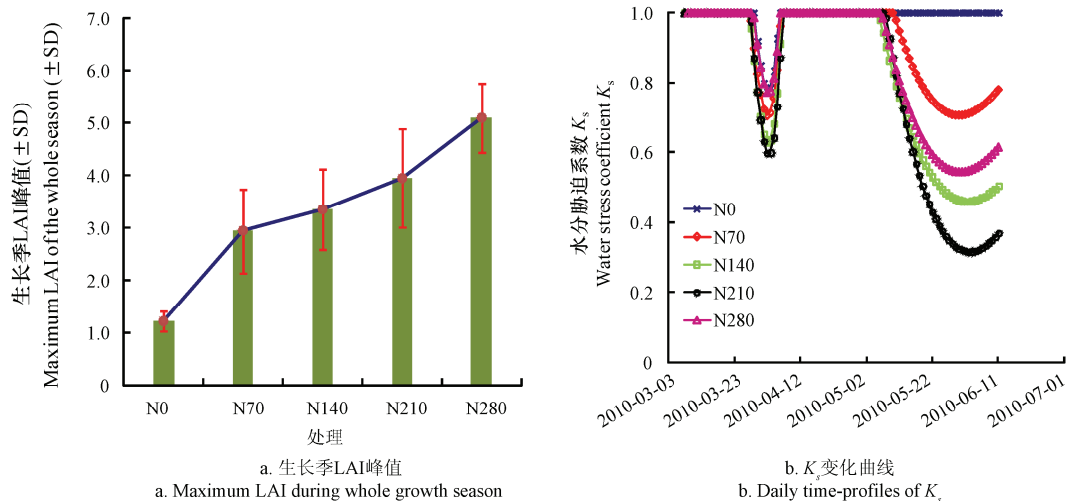 生长季LAI峰值(±SD)
Maximum LAI of the whole season (±SD)
7.0
6.0
5.0
4.0
3.0
2.0
1.0
.0
N0
N70
N140
N210
N280
处理
a. 生长季LAI峰值
a. Maximum LAI during whole growth season
水分胁迫系数 Ks
Water stress coefficient Ks
1.0
0.8
0.6
0.4
0.2
0
N0
N70
N140
N210
N280
2010-03-03
2010-03-23
2010-04-12
2010-05-02
2010-05-22
2010-06-11
2010-07-01
b. Ks变化曲线
b. Daily time-profiles of Ks